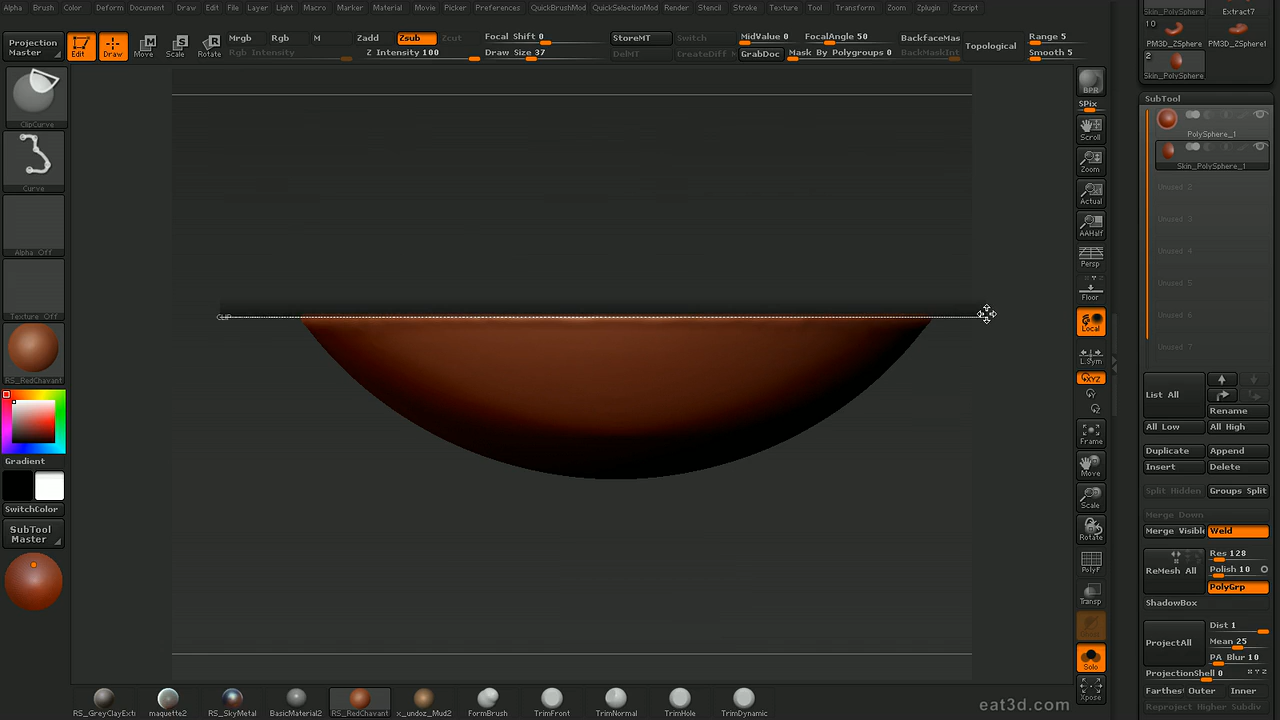 Alpha Brush Color Deform Document Draw Edit File Layer Light Macro Marker Material Movie Picker Preferences QuickBrushMod QuickSelectionMod Render Stencil Stroke Texture Tool Transform Zoom Zplugin Zscript
Skin_PolySphere Extract7
Projection
Master
Edit Draw Move Scale Rotate
Mrgb Rgb M
Rgb Intensity
Zadd Zsub Zcut
Z Intensity 100
Focal Shift 0
Draw Size 37
StoreMT Switch
DelMT CreateDiff M
MidValue 0 FocalAngle 50 BackfaceMas
GrabDoc Mask By Polygroups 0 BackMaskInt
Topological
Range 5
Smooth 5
10
PM3D_ZSphere PM3D_ZSphere1
2
Skin_PolySphere
ClipCurve
Curve
Alpha Off
Texture Off
RS_RedChavant
Gradient
SwitchColor
SubTool
Master
CLIP
BPR
SPix
Scroll
Zoom
Actual
AAHalf
Persp
Floor
Local
L.Sym
XYZ
Y
Z
Frame
Move
Scale
Rotate
PolyF
Transp
Ghost
Solo
Xpose
SubTool
PolySphere_1
Skin_PolySphere_1
Unused 2
Unused 3
Unused 4
Unused 5
Unused 6
Unused 7
List All
Rename
All Low All High
Duplicate Append
Insert Delete
Split Hidden Groups Split
Merge Down
Merge Visible Weld
ReMesh All
Res 128
Polish 10
PolyGrp
ShadowBox
ProjectAll
Dist 1
Mean 25
PA Blur 10
ProjectionShell 0
Farthes Outer Inner
Reproject Higher Subdiv
RS_GreyClayExt maquette2 RS_SkyMetal BasicMaterial2 RS_RedChavant x_undoz_Mud2 FormBrush TrimFront TrimNormal TrimHole TrimDynamic
eat3d.com